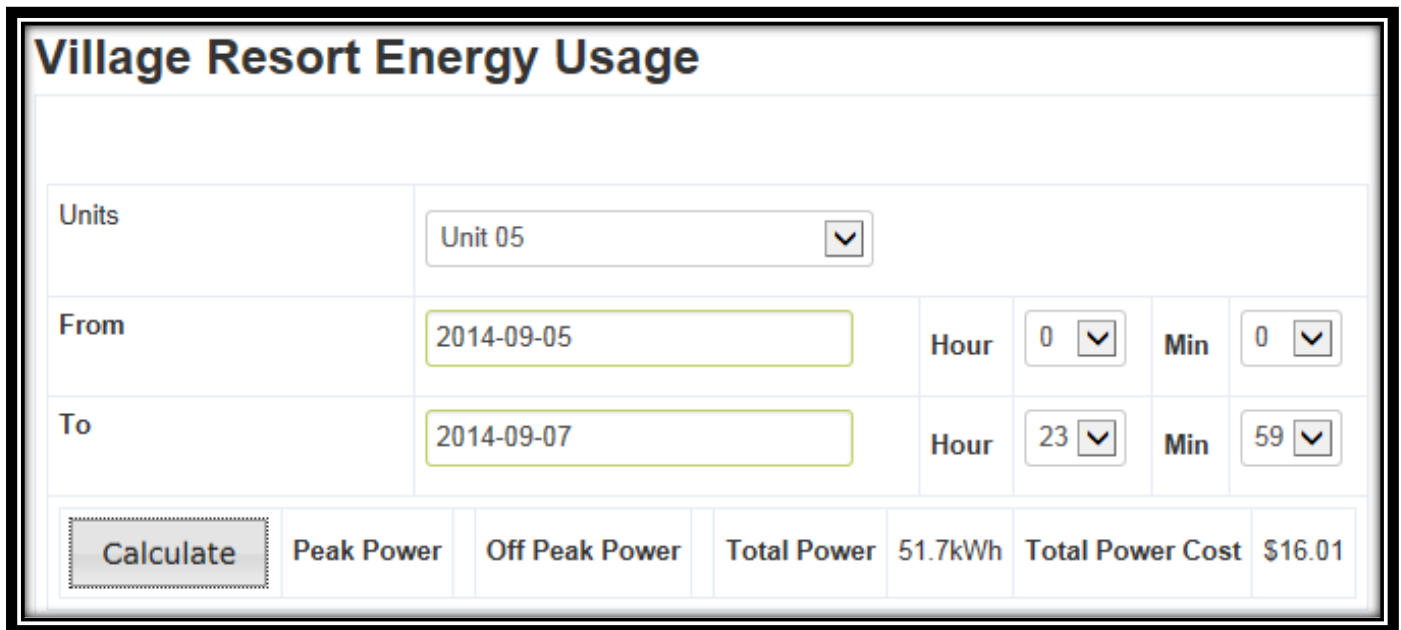 Village Resort Energy Usage
Units Unit 05
From 2014-09-05 Hour 0 Min 0
To 2014-09-07 Hour 23 Min 59
Calculate Peak Power Off Peak Power Total Power 51.7kWh Total Power Cost $16.01